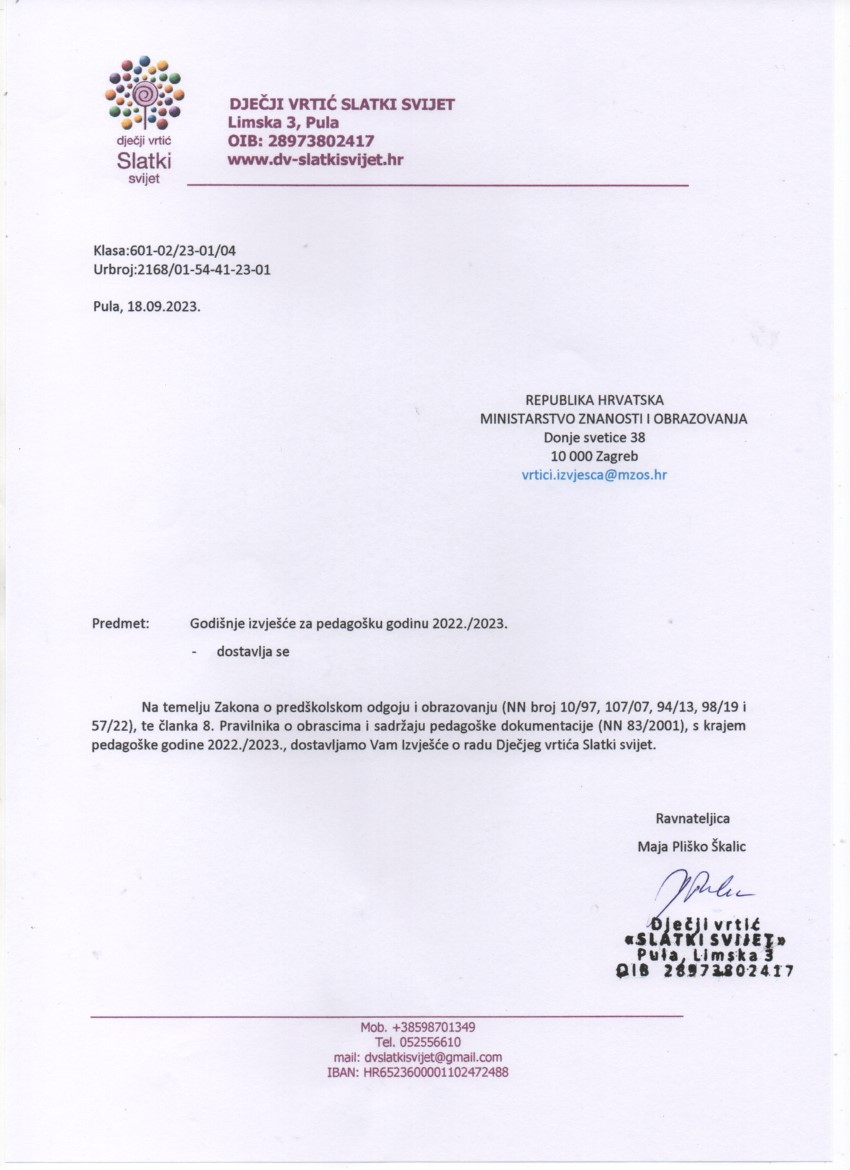 dječji vrtić
Slatki
svijet
DJEČJI VRTIĆ SLATKI SVIJET
Limska 3, Pula
OIB: 28973802417
www.dv-slatkisvijet.hr
Klasa:601-02/23-01/04
Urbroj:2168/01-54-41-23-01
Pula, 18.09.2023.
REPUBLIKA HRVATSKA
MINISTARSTVO ZNANOSTI I OBRAZOVANJA
Donje svetice 38
10 000 Zagreb
vrtici.izvjesca@mzos.hr
Predmet: Godišnje izvješće za pedagošku godinu 2022./2023.
- dostavlja se
Na temelju Zakona o predškolskom odgoju i obrazovanju (NN broj 10/97, 107/07, 94/13, 98/19 i
57/22), te članka 8. Pravilnika o obrascima i sadržaju pedagoške dokumentacije (NN 83/2001), s krajem
pedagoške godine 2022./2023., dostavljamo Vam Izvješće o radu Dječjeg vrtića Slatki svijet.
Ravnateljica
Maja Pliško Škalic
Dječji vrtić
«SLATKI SVIJET»
Pula, Limska 3
OIB 28973802417
Mob. +38598701349
Tel. 052556610
mail: dvslatkisvijet@gmail.com
IBAN: HR6523600001102472488